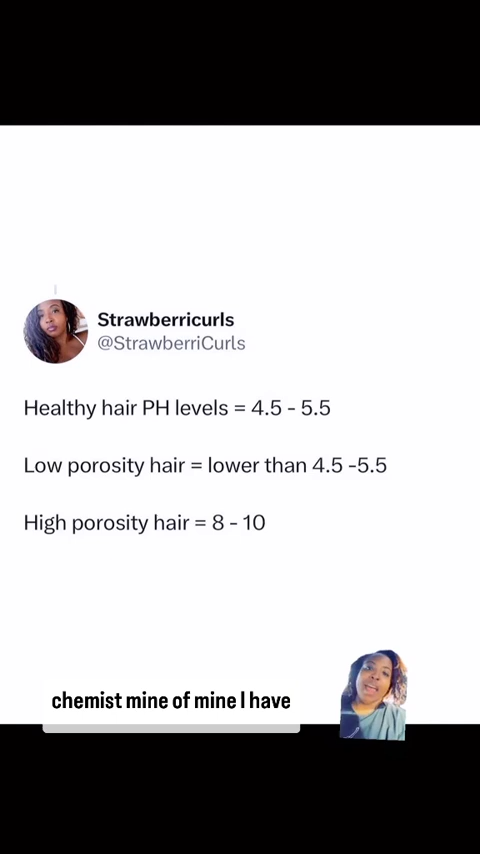 Strawberricurls
@StrawberriCurls
Healthy hair PH levels = 4.5 - 5.5
Low porosity hair = lower than 4.5 -5.5
High porosity hair = 8 - 10
chemist mine of mine I have